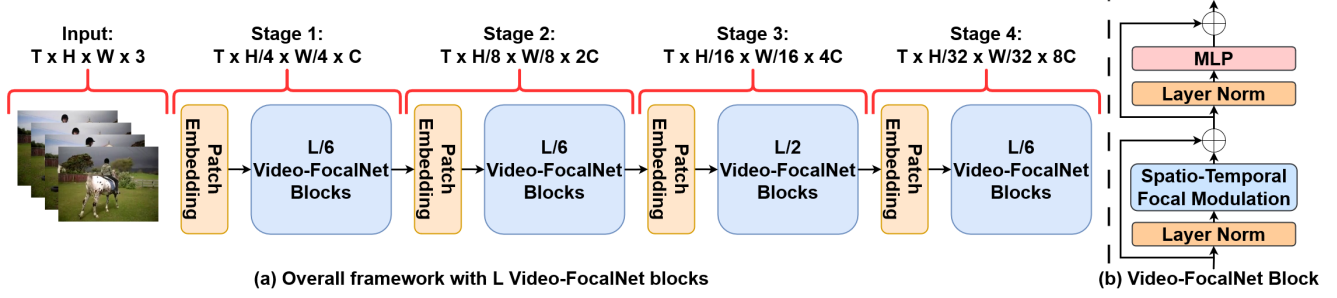 Input:
T x H x W x 3
Stage 1:
T x H/4 x W/4 x C
Stage 2:
T x H/8 x W/8 x 2C
Stage 3:
T x H/16 x W/16 x 4C
Stage 4:
T x H/32 x W/32 x 8C
Patch
Embedding
L/6
Video-FocalNet
Blocks
Patch
Embedding
L/6
Video-FocalNet
Blocks
Patch
Embedding
L/2
Video-FocalNet
Blocks
Patch
Embedding
L/6
Video-FocalNet
Blocks
(a) Overall framework with L Video-FocalNet blocks
MLP
Layer Norm
Spatio-Temporal
Focal Modulation
Layer Norm
(b) Video-FocalNet Block